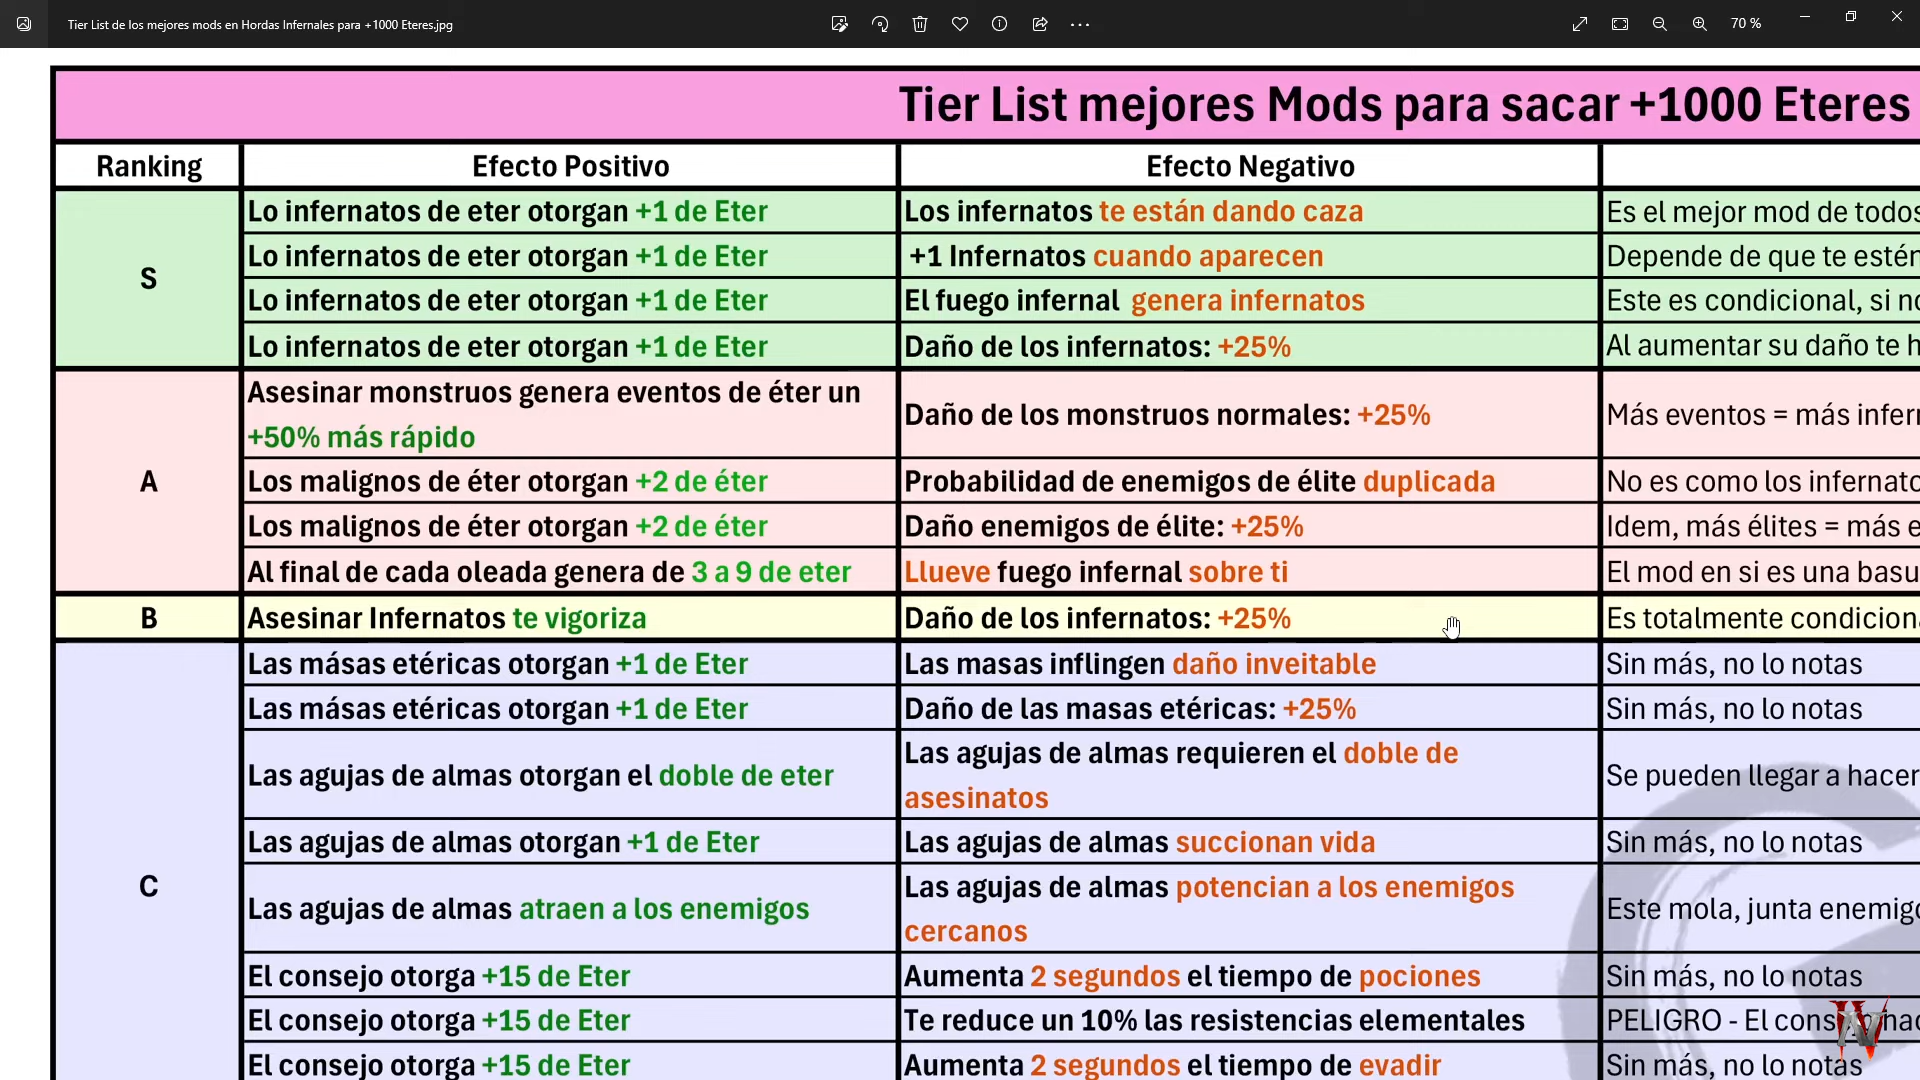 Tier List de los mejores mods en Hordas Infernales para +1000 Eteres.jpg
70 %
Tier List mejores Mods para sacar +1000 Eteres
Ranking Efecto Positivo Efecto Negativo
S
Lo infernatos de eter otorgan +1 de Eter Los infernatos te están dando caza Es el mejor mod de todos
Lo infernatos de eter otorgan +1 de Eter +1 Infernatos cuando aparecen Depende de que te estén
Lo infernatos de eter otorgan +1 de Eter El fuego infernal genera infernatos Este es condicional, si
Lo infernatos de eter otorgan +1 de Eter Daño de los infernatos: +25% Al aumentar su daño te
A
Asesinar monstruos genera eventos de éter un
+50% más rápido
Daño de los monstruos normales: +25% Más eventos = más
Los malignos de éter otorgan +2 de éter Probabilidad de enemigos de élite duplicada No es como los
Los malignos de éter otorgan +2 de éter Daño enemigos de élite: +25% Idem, más élites = más
Al final de cada oleada genera de 3 a 9 de eter Llueve fuego infernal sobre ti El mod en si es una
B
Asesinar Infernatos te vigoriza Daño de los infernatos: +25% Es totalmente
C
Las másas etéricas otorgan +1 de Eter Las masas inflingen daño inveitable Sin más, no lo notas
Las másas etéricas otorgan +1 de Eter Daño de las masas etéricas: +25% Sin más, no lo notas
Las agujas de almas otorgan el doble de eter
Las agujas de almas requieren el doble de
asesinatos
Se pueden llegar a hacer
Las agujas de almas otorgan +1 de Eter Las agujas de almas succionan vida Sin más, no lo notas
Las agujas de almas atraen a los enemigos
Las agujas de almas potencian a los enemigos
cercanos
Este mola, junta
El consejo otorga +15 de Eter Aumenta 2 segundos el tiempo de pociones Sin más, no lo notas
El consejo otorga +15 de Eter Te reduce un 10% las resistencias elementales PELIGRO - El
El consejo otorga +15 de Eter Aumenta 2 segundos el tiempo de evadir Sin más, no lo notas